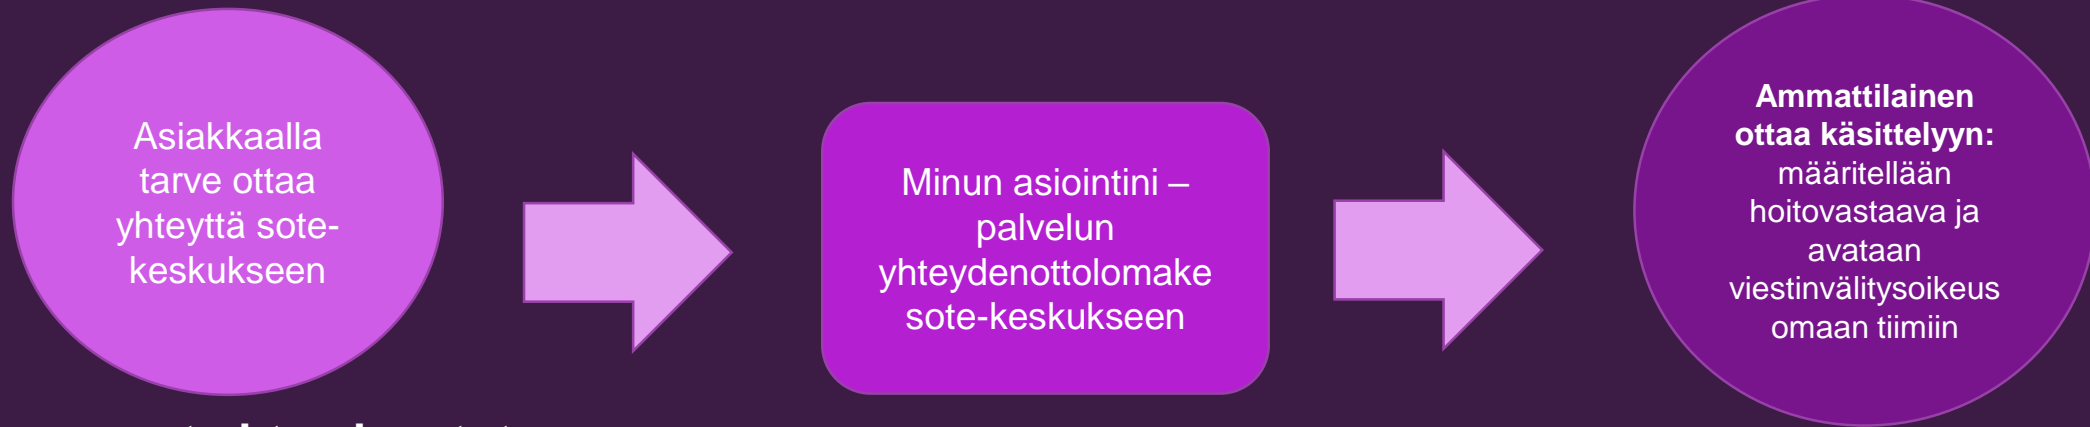 Asiakkaalla
tarve ottaa
yhteyttä sote-
keskukseen
Minun asiointini –
palvelun
yhteydenottolomake
sote-keskukseen
Ammattilainen
ottaa käsittelyyn:
määritellään
hoitovastaava ja
avataan
viestinvälitysoikeus
omaan tiimiin